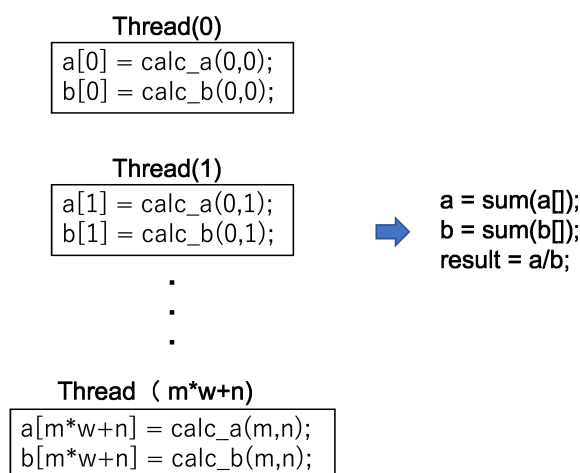 Thread(0)
a[0] = calc_a(0,0);
b[0] = calc_b(0,0);
Thread(1)
a[1] = calc_a(0,1);
b[1] = calc_b(0,1);
a = sum(a[]);
b = sum(b[]);
result = a/b;
Thread ( m*w+n)
a[m*w+n] = calc_a(m,n);
b[m*w+n] = calc_b(m,n);